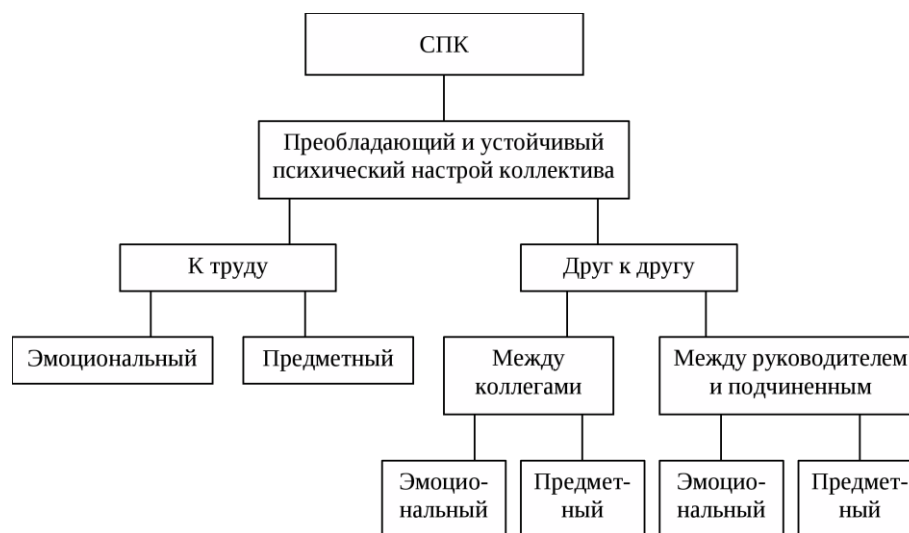 СПК
Преобладающий и устойчивый
психический настрой коллектива
К труду
Друг к другу
Эмоциональный
Предметный
Между
коллегами
Между руководителем
и подчиненным
Эмоцио-
нальный
Предмет-
ный
Эмоцио-
нальный
Предмет-
ный